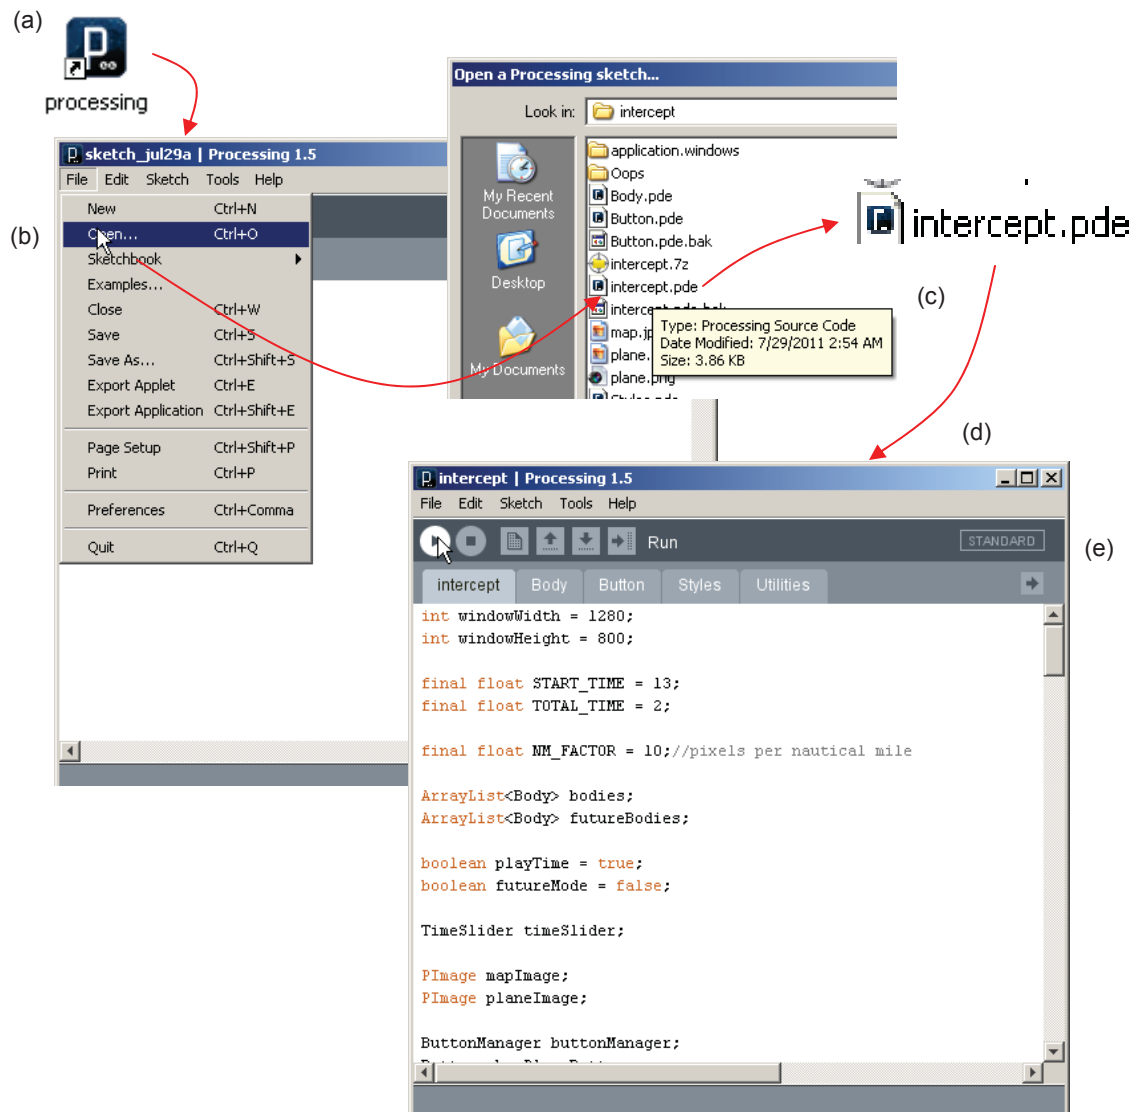 (a)
processing
sketch_jul29a | Processing 1.5
File Edit Sketch Tools Help
(b)
New Ctrl+N
Open... Ctrl+O
Sketchbook
Examples...
Close Ctrl+W
Save Ctrl+S
Save As... Ctrl+Shift+S
Export Applet Ctrl+E
Export Application Ctrl+Shift+E
Page Setup Ctrl+Shift+P
Print Ctrl+P
Preferences Ctrl+Comma
Quit Ctrl+Q
Open a Processing sketch...
Look in: intercept
My Recent
Documents
Desktop
My Documents
application.windows
Oops
Body.pde
Button.pde
Button.pde.bak
intercept.7z
intercept.pde
intercept.pde.bak
map.jp
plane.
plane.png
Styles.pde
Type: Processing Source Code
Date Modified: 7/29/2011 2:54 AM
Size: 3.86 KB
intercept.pde
(c)
(d)
intercept | Processing 1.5
File Edit Sketch Tools Help
Run
STANDARD
(e)
intercept Body Button Styles Utilities
int windowWidth = 1280;
int windowHeight = 800;
final float START_TIME = 13;
final float TOTAL_TIME = 2;
final float NM_FACTOR = 10;//pixels per nautical mile
ArrayList<Body> bodies;
ArrayList<Body> futureBodies;
boolean playTime = true;
boolean futureMode = false;
TimeSlider timeSlider;
PImage mapImage;
PImage planeImage;
ButtonManager buttonManager;